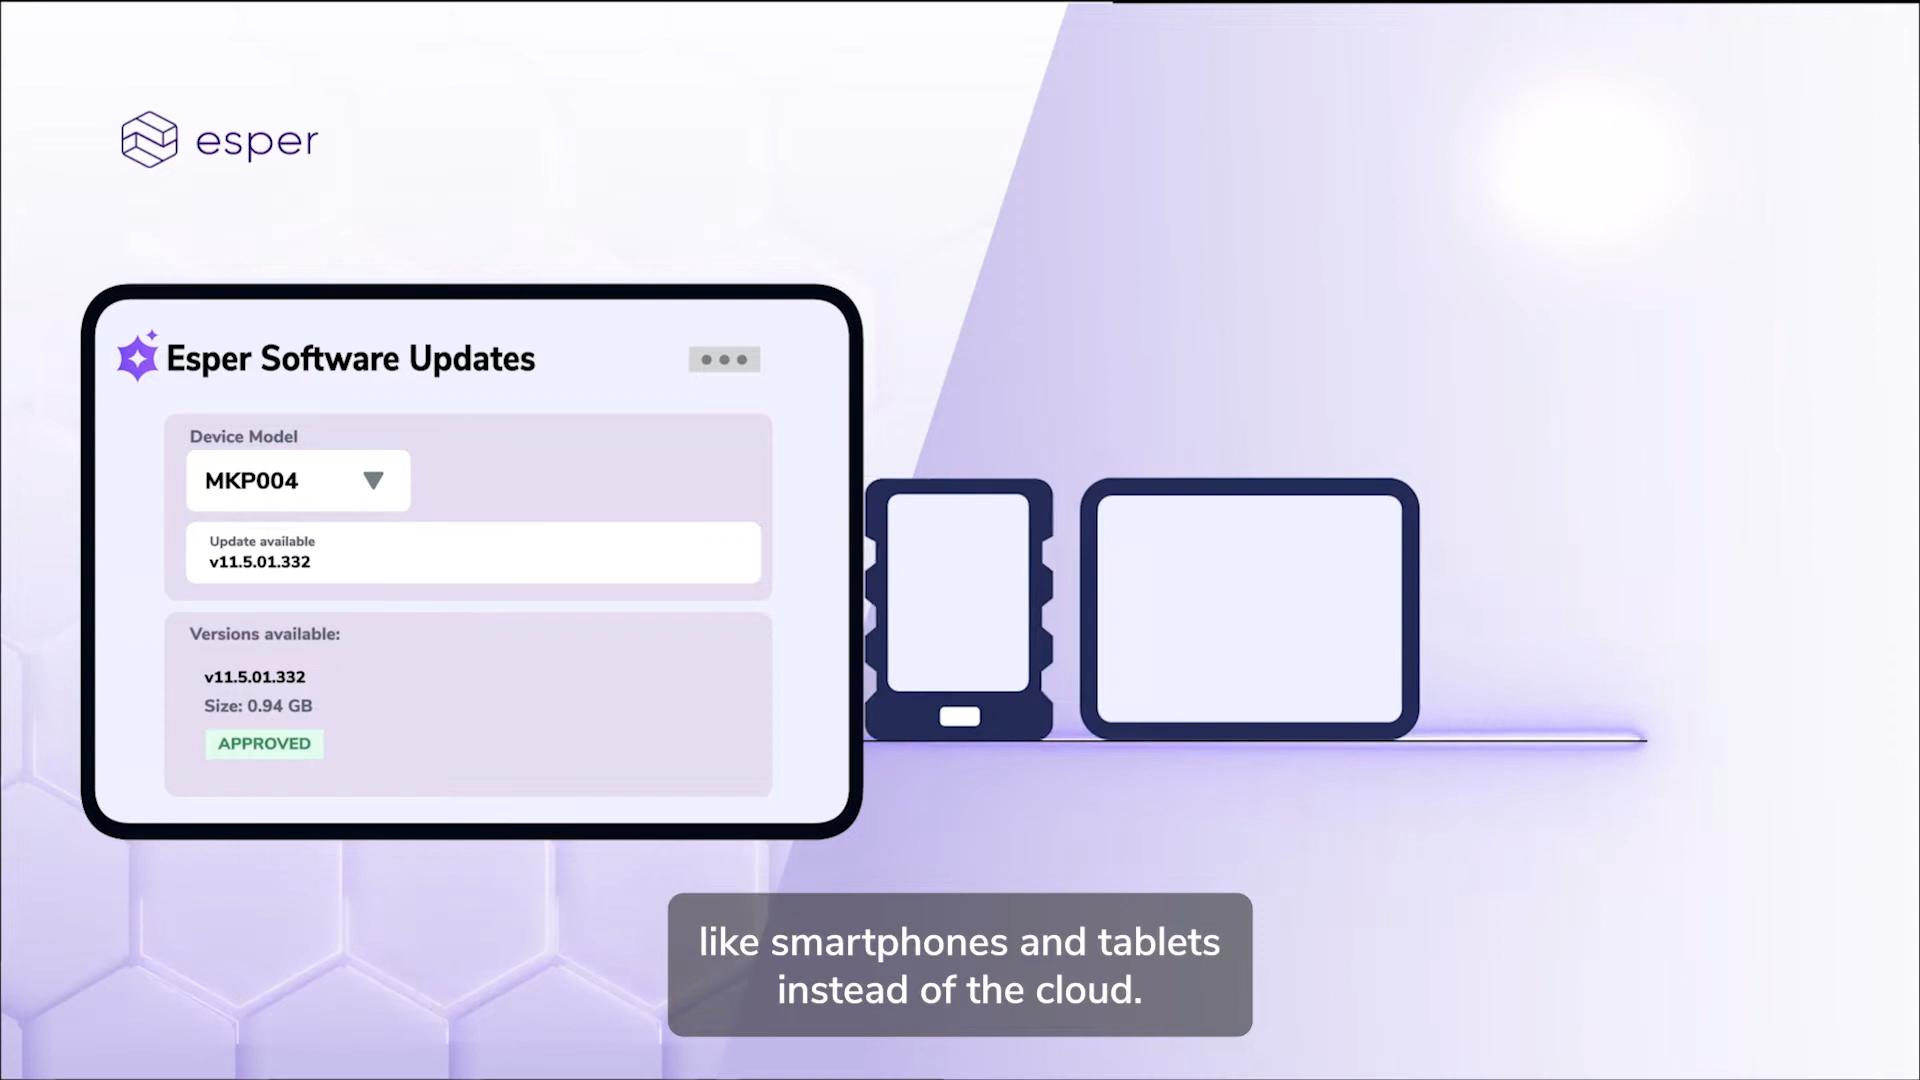 esper
Esper Software Updates
Device Model
MKP004
Update available
v11.5.01.332
Versions available:
v11.5.01.332
Size: 0.94 GB
APPROVED
like smartphones and tablets
instead of the cloud.